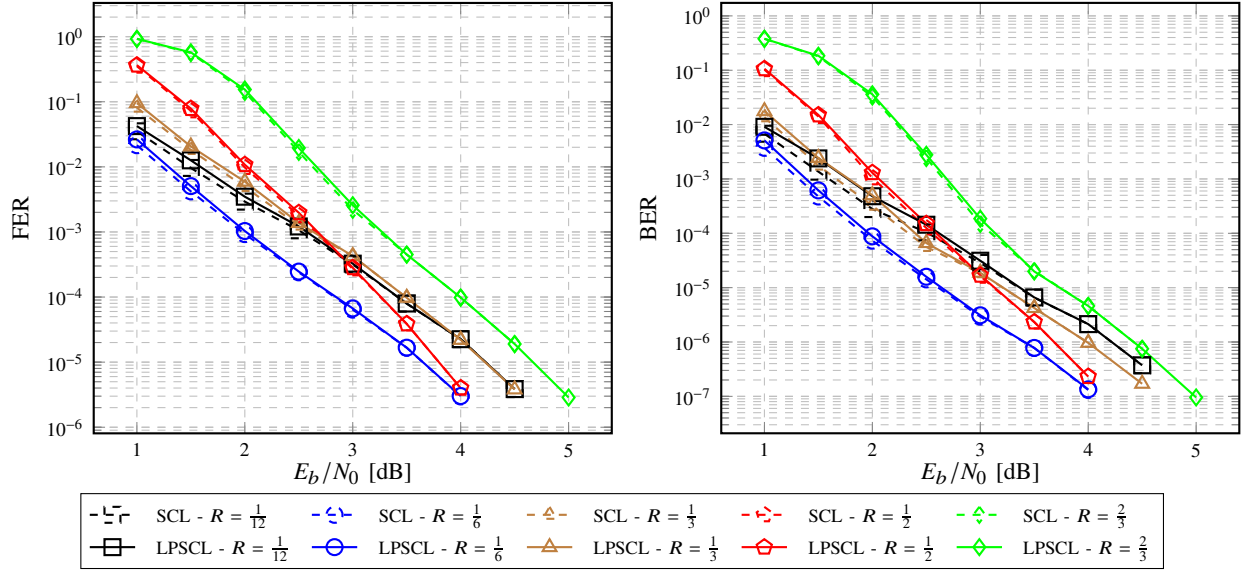 10^0
10^{-1}
10^{-2}
10^{-3}
10^{-4}
10^{-5}
10^{-6}
FER
1 2 3 4 5
E_b/N_0 [dB]
10^0
10^{-1}
10^{-2}
10^{-3}
10^{-4}
10^{-5}
10^{-6}
10^{-7}
BER
1 2 3 4 5
E_b/N_0 [dB]
SCL - R = 1/12 SCL - R = 1/6 SCL - R = 1/3 SCL - R = 1/2 SCL - R = 2/3
LPSCL - R = 1/12 LPSCL - R = 1/6 LPSCL - R = 1/3 LPSCL - R = 1/2 LPSCL - R = 2/3